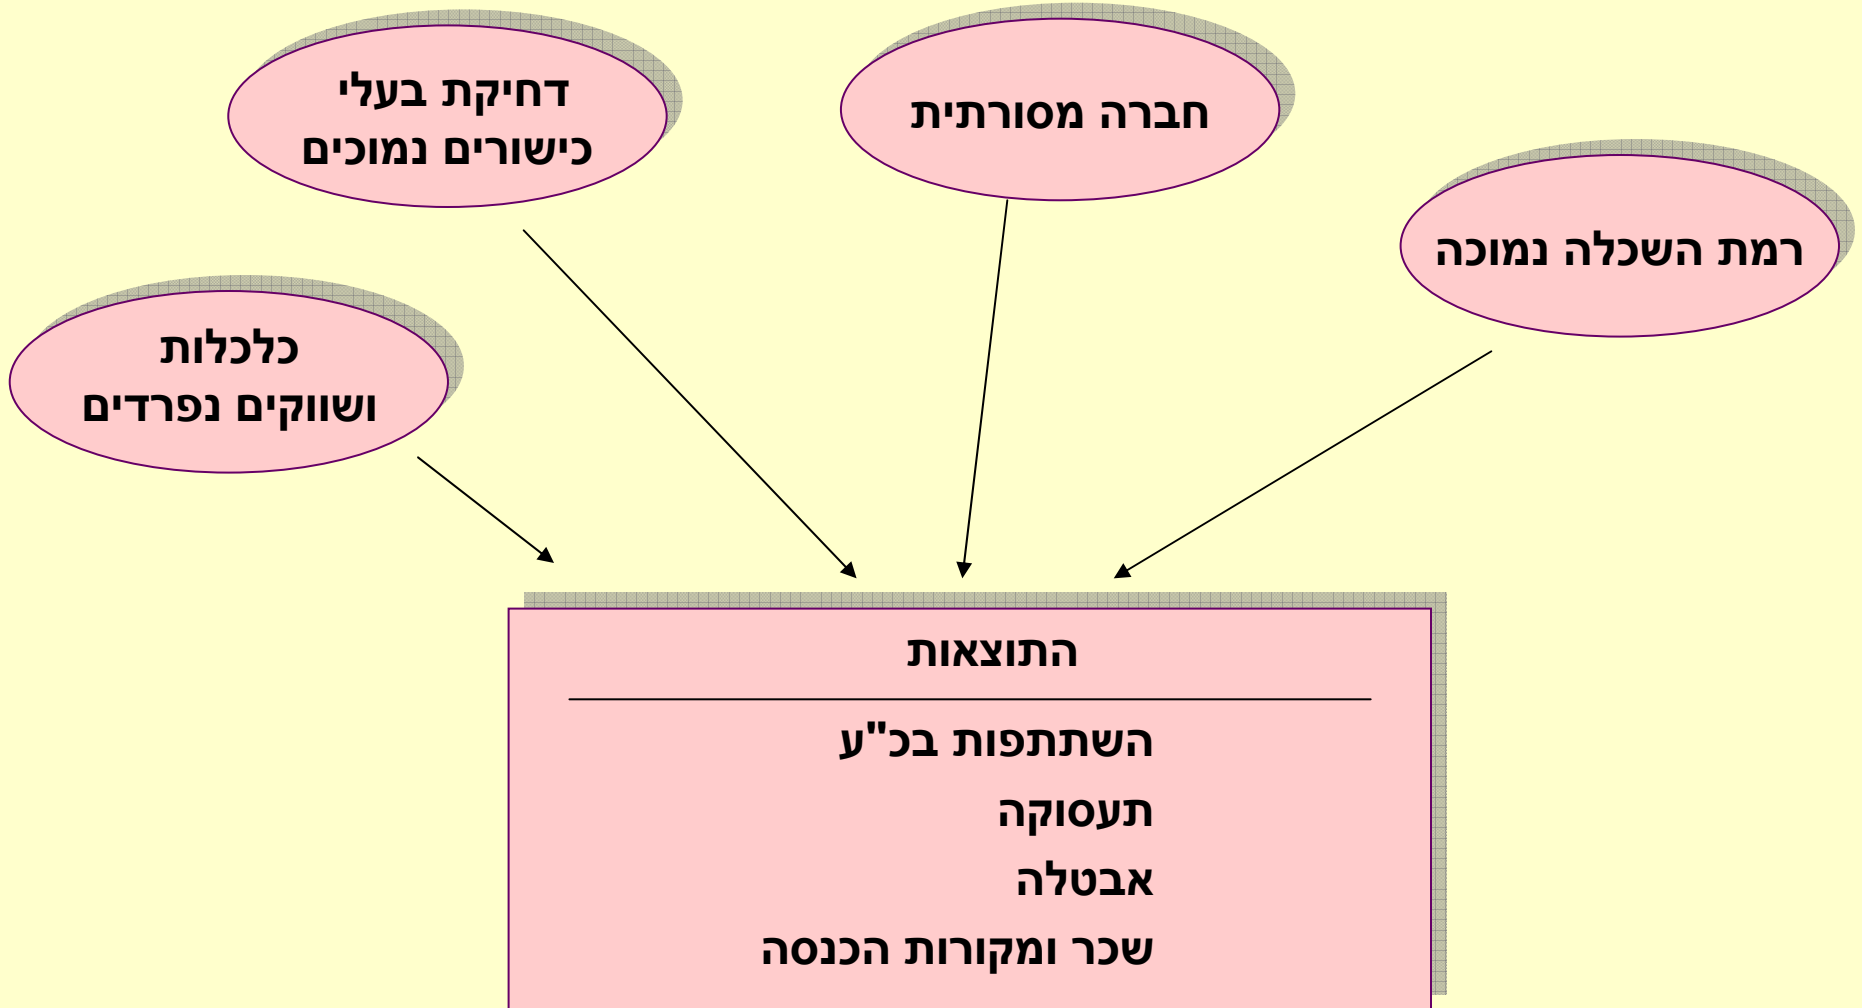 דחיקת בעלי
כישורים נמוכים
חברה מסורתית
רמת השכלה נמוכה
כלכלות
ושווקים נפרדים
התוצאות
השתתפות בכ"ע
תעסוקה
אבטלה
שכר ומקורות הכנסה